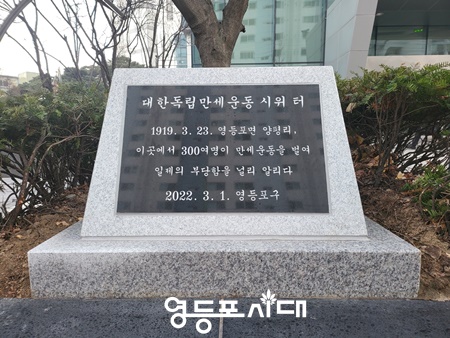 대한독립만세운동 시위 터
1919. 3. 23. 영등포면 양평리,
이곳에서 300여명이 만세운동을 벌여
일제의 부당함을 널리 알리다
2022. 3. 1. 영등포구
영등포시대